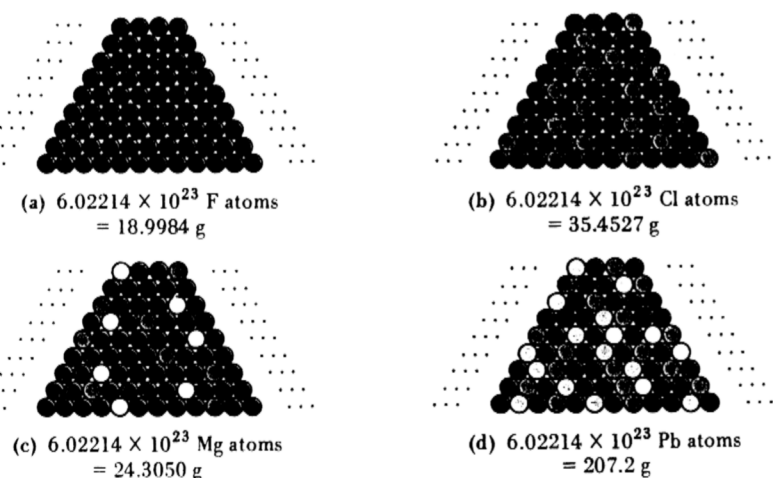 (a) 6.02214 × 10²³ F atoms
= 18.9984 g
(b) 6.02214 × 10²³ Cl atoms
= 35.4527 g
(c) 6.02214 × 10²³ Mg atoms
= 24.3050 g
(d) 6.02214 × 10²³ Pb atoms
= 207.2 g